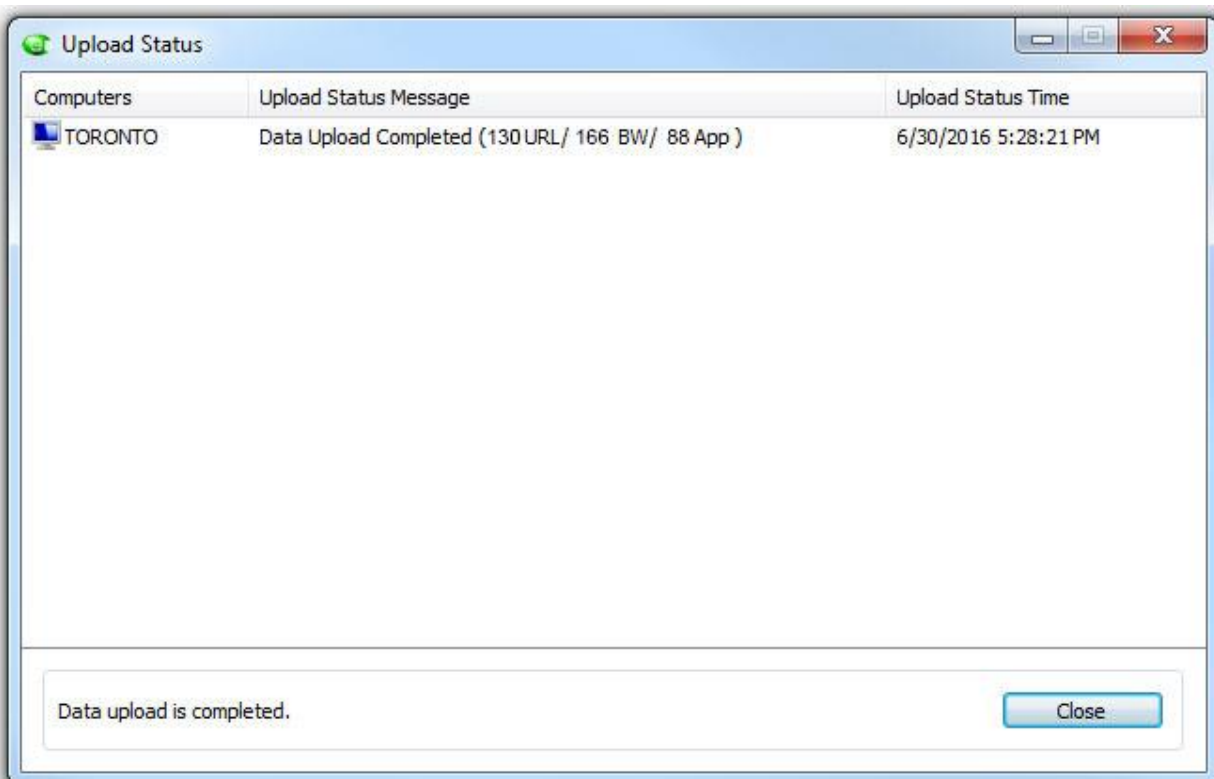 Upload Status
Computers Upload Status Message Upload Status Time
TORONTO Data Upload Completed (130 URL/ 166 BW/ 88 App ) 6/30/2016 5:28:21 PM
Data upload is completed. Close